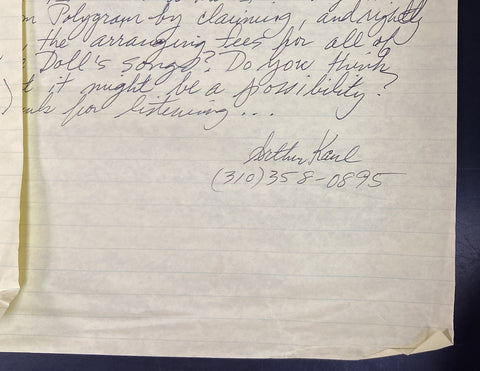 Polygram by claiming, and rightly
the arranging fees for all of
Doll's songs? Do you think
it might be a possibility?
for listening...
Arthur Kane
(310)358-0895